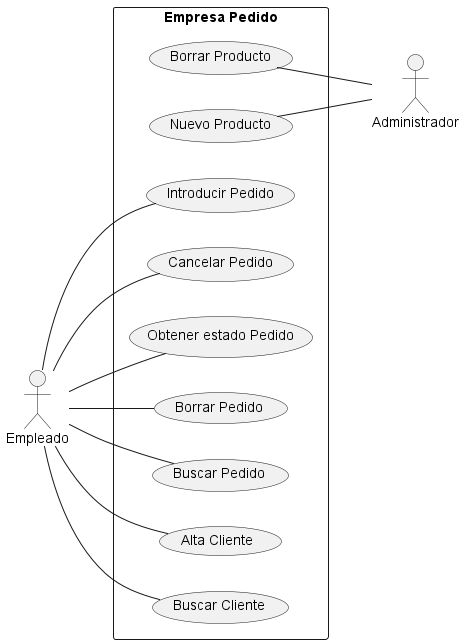 Empresa Pedido
Borrar Producto
Nuevo Producto
Administrador
Introducir Pedido
Cancelar Pedido
Obtener estado Pedido
Borrar Pedido
Empleado
Buscar Pedido
Alta Cliente
Buscar Cliente